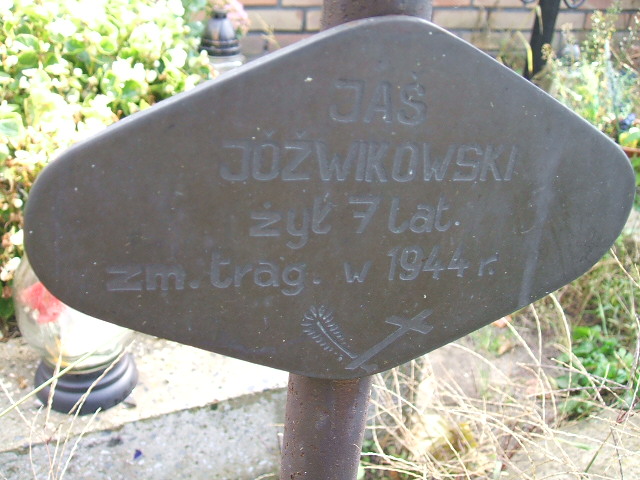 JAŚ
JÓŹWIKOWSKI
żył 7 lat.
zm. trag. w 1944 r.